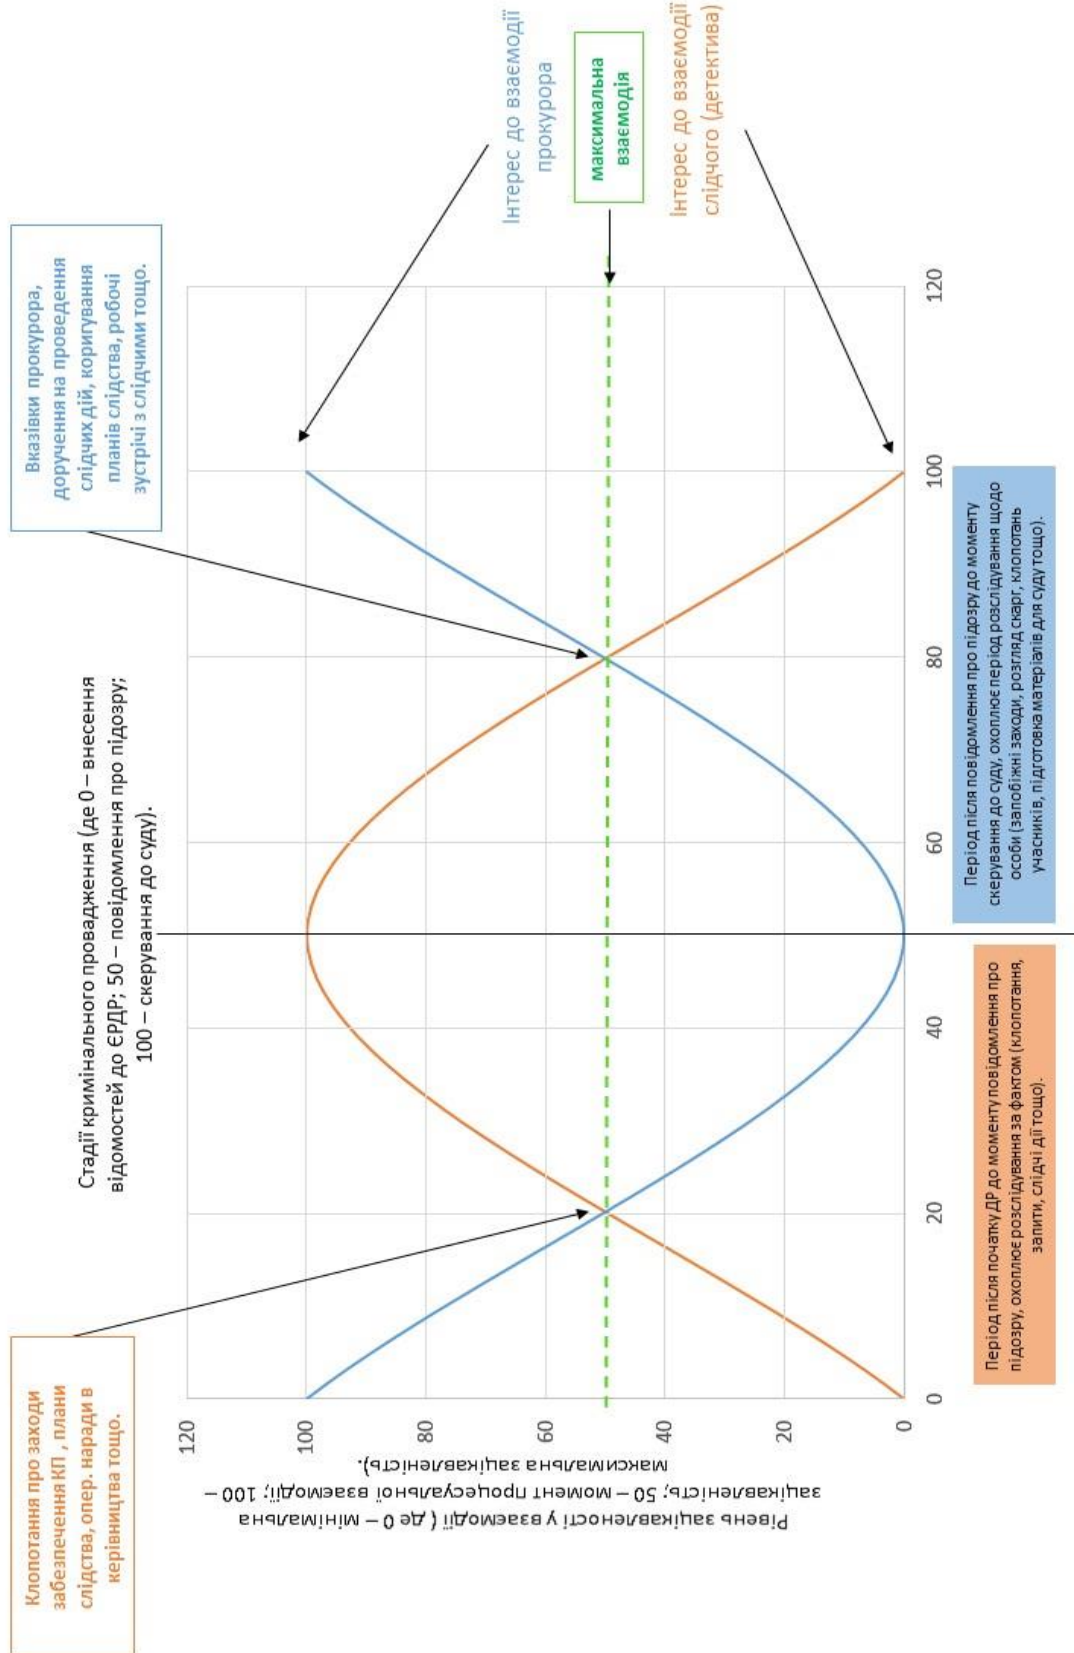 Клопотання про заходи
забезпечення КП , плани
слідства, опер. наради в
керівництва тощо.
Стадії кримінального провадження (де 0 – внесення
відомостей до ЄРДР; 50 – повідомлення про підозру;
100 – скерування до суду).
Вказівки прокурора,
доручення на проведення
слідчих дій, коригування
планів слідства, робочі
зустрічі з слідчими тощо.
Рівень зацікавленості у взаємодії ( де 0 – мінімальна
зацікавленість; 50 – момент процесуальної взаємодії; 100 –
максимальна зацікавленість).
120
100
80
60
40
20
0
0
20
40
60
80
100
120
Інтерес до взаємодії
прокурора
максимальна
взаємодія
Інтерес до взаємодії
слідчого (детектива)
Період після початку ДР до моменту повідомлення про
підозру, охоплює розслідування за фактом (клопотання,
запити, слідчі дії тощо).
Період після повідомлення про підозру до моменту
скерування до суду, охоплює період розслідування щодо
особи (запобіжні заходи, розгляд скарг, клопотань
учасників, підготовка матеріалів для суду тощо).